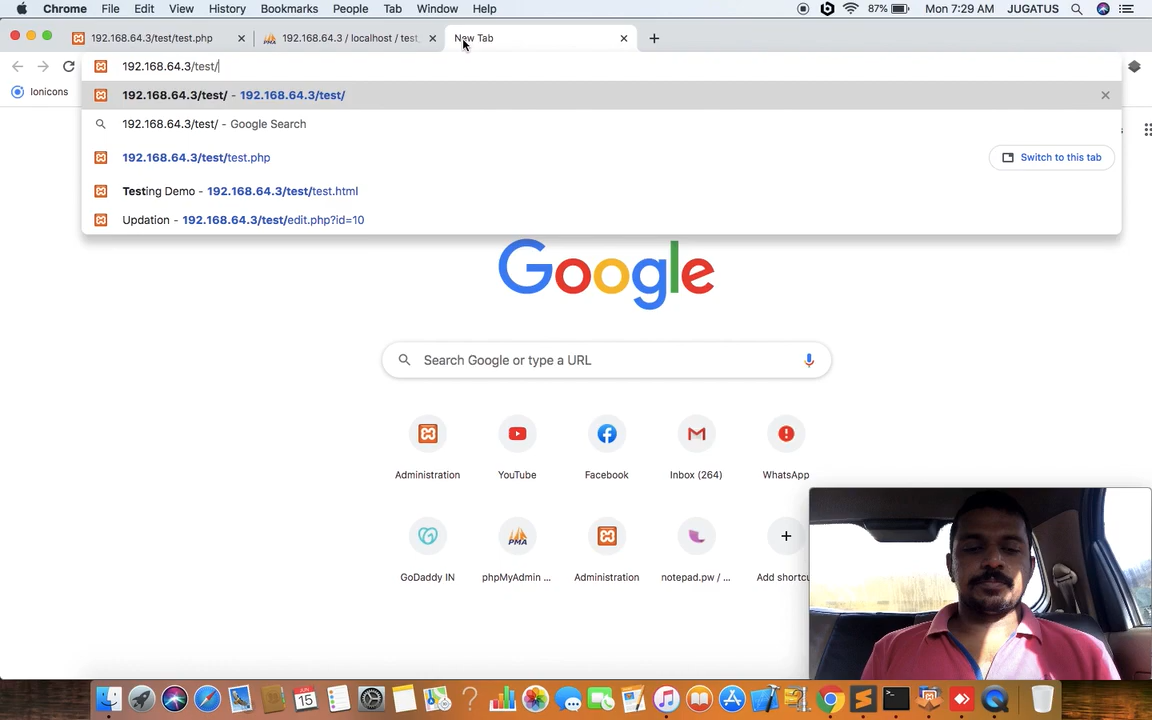 Chrome File Edit View History Bookmarks People Tab Window Help 87% Mon 7:29 AM JUGATUS
192.168.64.3/test/test.php 192.168.64.3 / localhost / test New Tab
192.168.64.3/test/
Ionicons
192.168.64.3/test/ - 192.168.64.3/test/
192.168.64.3/test/ - Google Search
192.168.64.3/test/test.php Switch to this tab
Testing Demo - 192.168.64.3/test/test.html
Updation - 192.168.64.3/test/edit.php?id=10
Google
Search Google or type a URL
Administration YouTube Facebook Inbox (264) WhatsApp
PMA
GoDaddy IN phpMyAdmin ... Administration notepad.pw / ... Add shortcu
15